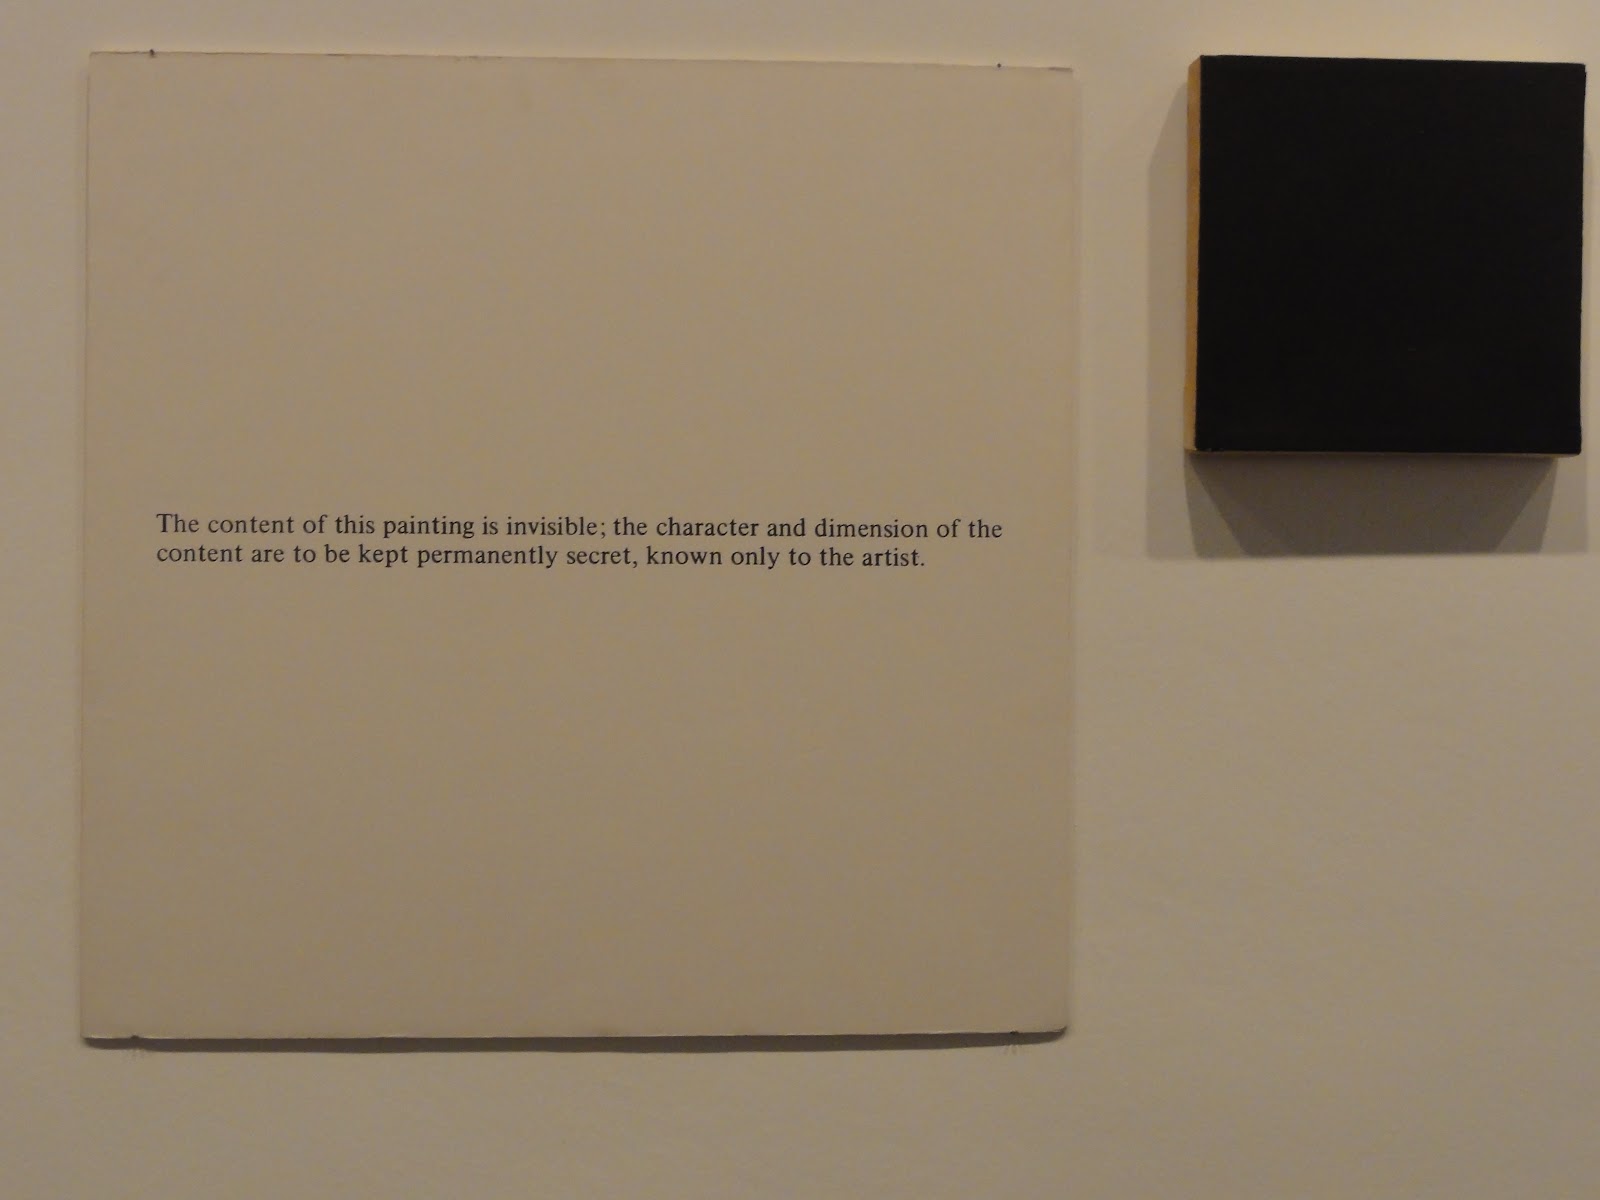 The content of this painting is invisible; the character and dimension of the
content are to be kept permanently secret, known only to the artist.